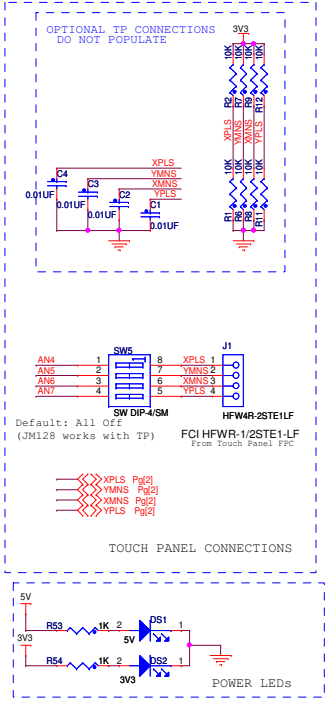 OPTIONAL TP CONNECTIONS
DO NOT POPULATE
3V3
10K 10K 10K 10K
R2 R7 R9 R12
XPLS YMNS XMNS YPLS
10K 10K 10K 10K
R1 R6 R8 R11
XPLS
YMNS
XMNS
YPLS
C4
0.01UF
C3
0.01UF
C2
0.01UF
C1
0.01UF
SW5
J1
AN4 1 8 XPLS 1
AN5 2 7 YMNS 2
AN6 3 6 XMNS 3
AN7 4 5 YPLS 4
SW DIP-4/SM
HFW4R-2STE1LF
Default: All Off
(JM128 works with TP)
FCI HFWR-1/2STE1-LF
From Touch Panel FPC
XPLS Pg[2]
YMNS Pg[2]
XMNS Pg[2]
YPLS Pg[2]
TOUCH PANEL CONNECTIONS
5V
R53 1K 2 DS1 1
5V
3V3
R54 1K 2 DS2 1
3V3
POWER LEDs